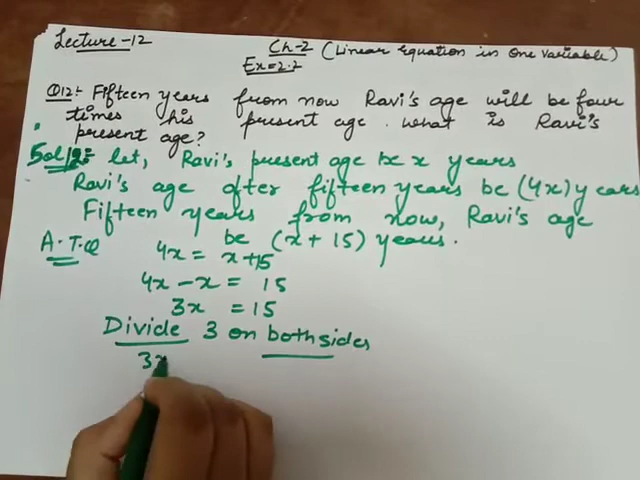 Lecture-12
Ch-2 (Linear Equation in One Variable)
Ex=2.2
Q12:- Fifteen years from now Ravi's age will be four
times his present age. what is Ravi's
present age?
Sol 12:- let, Ravi's present age be x years
Ravi's age after fifteen years be (4x) years
Fifteen years from now, Ravi's age
be (x+15) years.
A.T.Q
4x = x+15
4x-x = 15
3x = 15
Divide 3 on both sides
3x